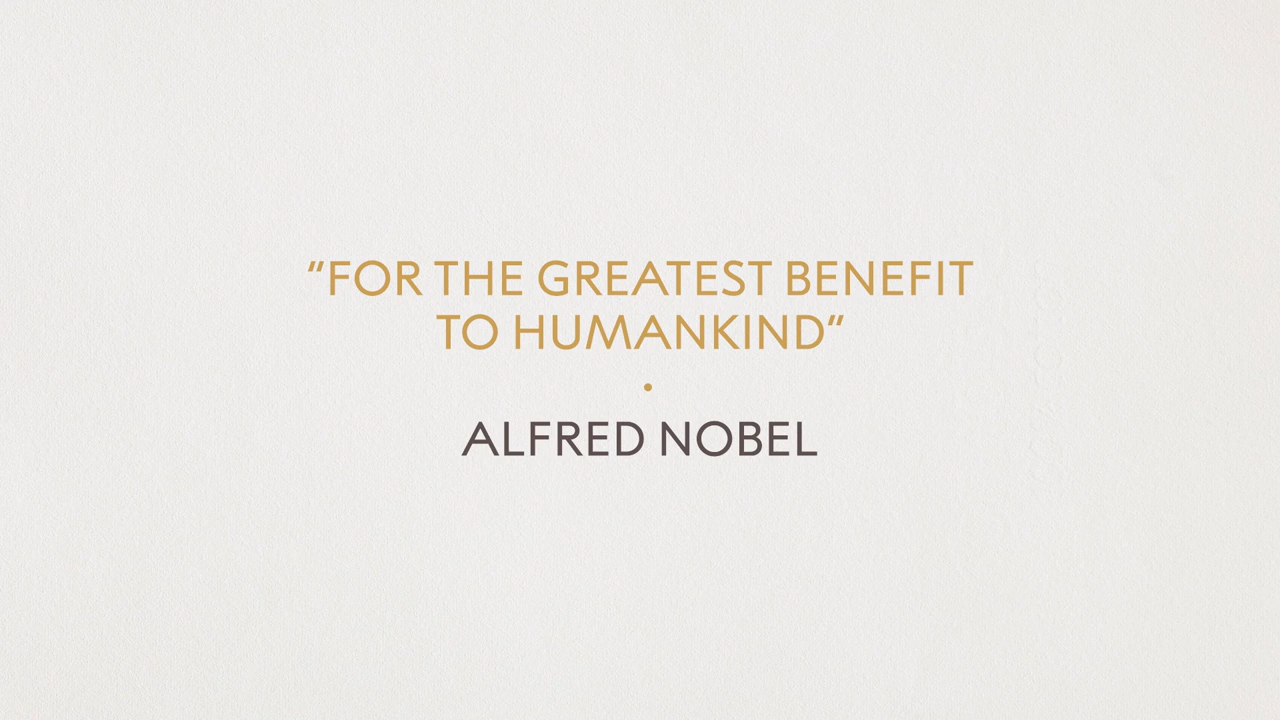 “FOR THE GREATEST BENEFIT
TO HUMANKIND”
•
ALFRED NOBEL